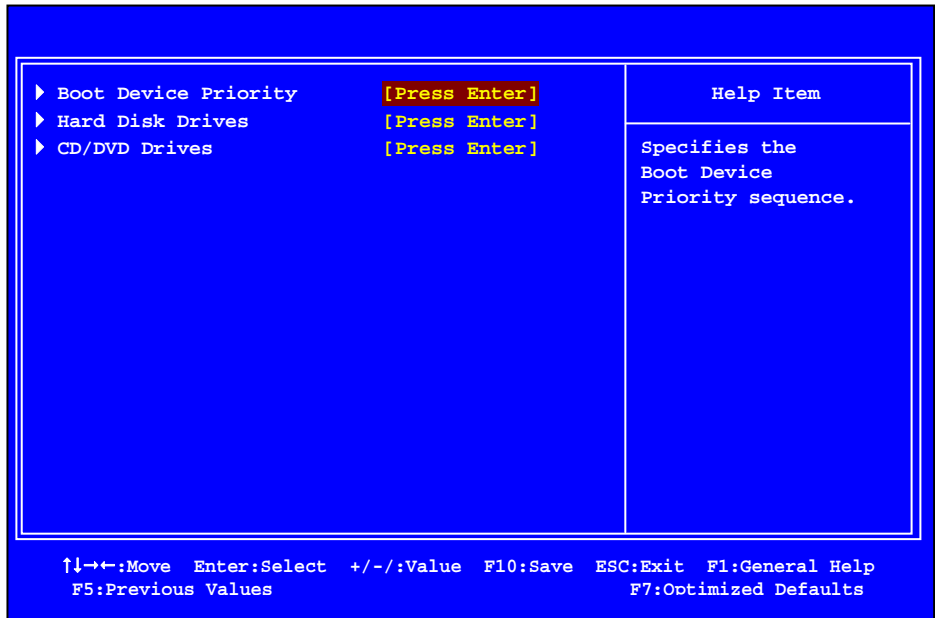 Boot Device Priority [Press Enter]
Hard Disk Drives [Press Enter]
CD/DVD Drives [Press Enter]
Help Item
Specifies the
Boot Device
Priority sequence.
↑↓→←:Move Enter:Select +/-/:Value F10:Save ESC:Exit F1:General Help
F5:Previous Values F7:Optimized Defaults